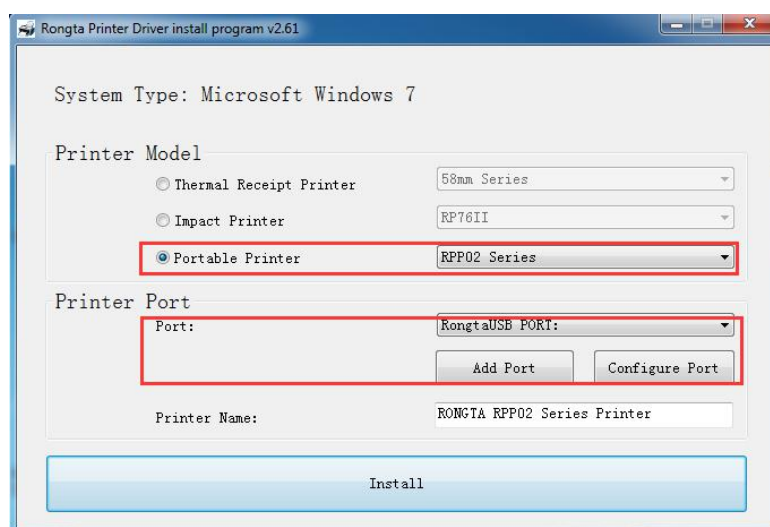 Rongta Printer Driver install program v2.61
System Type: Microsoft Windows 7
Printer Model
Thermal Receipt Printer 58mm Series
Impact Printer RP76II
Portable Printer RPP02 Series
Printer Port
Port: RongtaUSB PORT:
Add Port Configure Port
Printer Name: RONGTA RPP02 Series Printer
Install